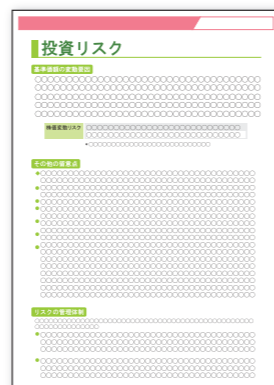 投資リスク
基準価額の変動要因
株価変動リスク
その他の留意点
リスクの管理体制